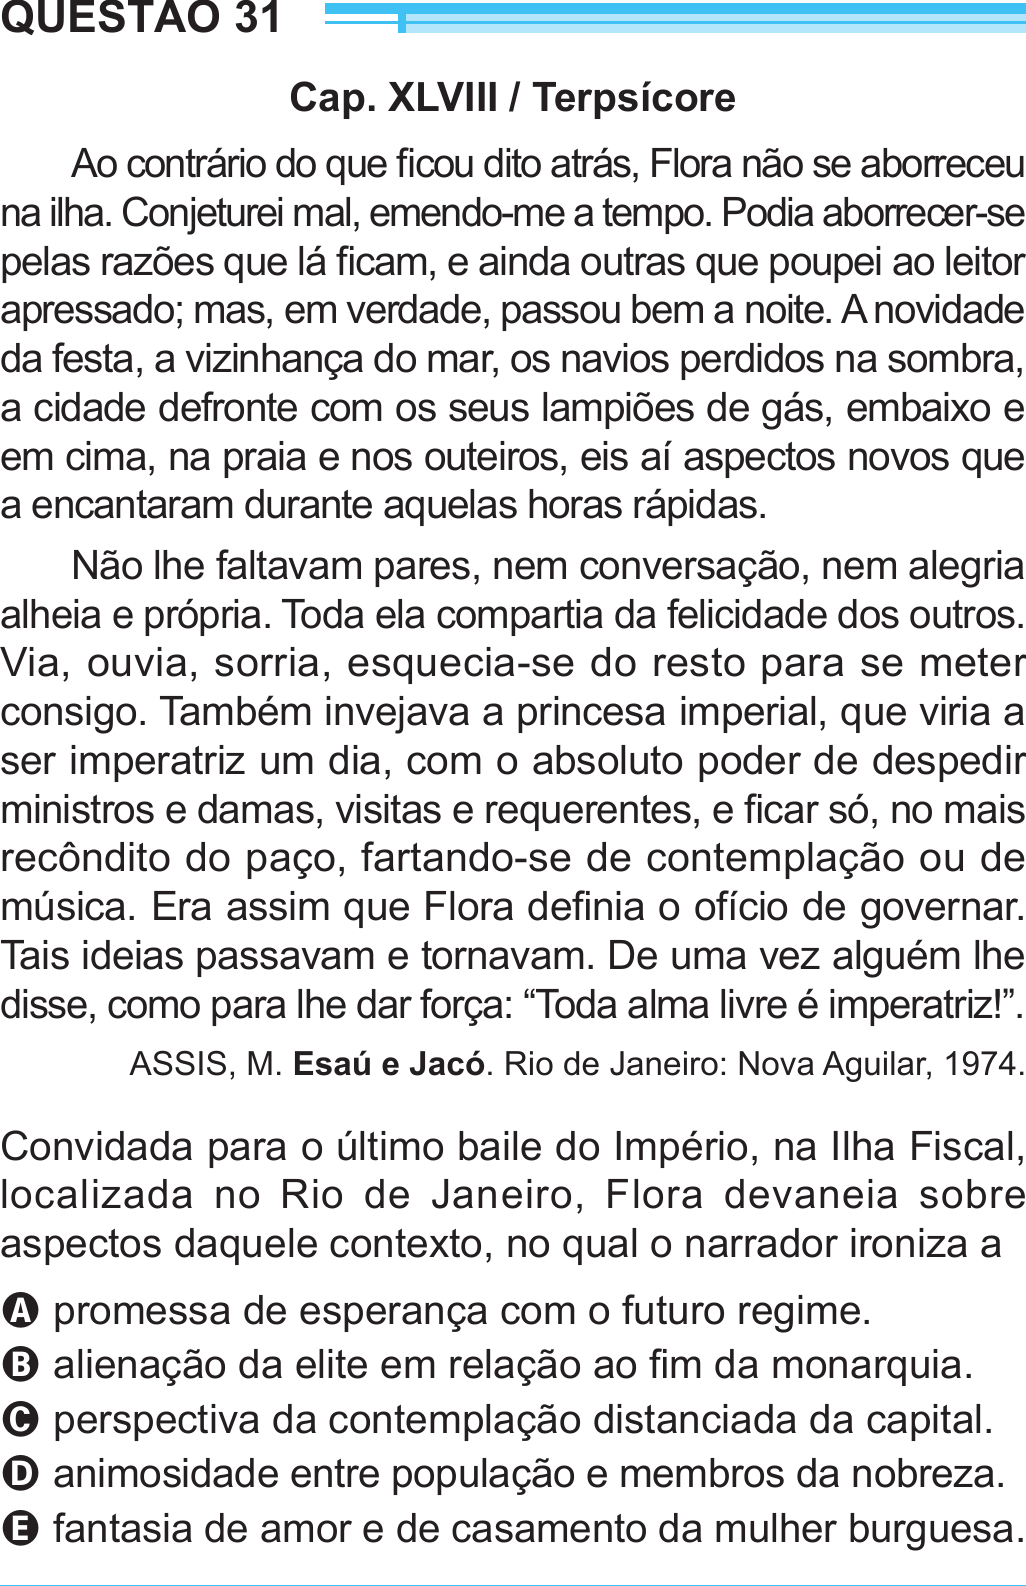 QUESTÃO 31
Cap. XLVIII / Terpsícore
Ao contrário do que ficou dito atrás, Flora não se aborreceu
na ilha. Conjeturei mal, emendo-me a tempo. Podia aborrecer-se
pelas razões que lá ficam, e ainda outras que poupei ao leitor
apressado; mas, em verdade, passou bem a noite. A novidade
da festa, a vizinhança do mar, os navios perdidos na sombra,
a cidade defronte com os seus lampiões de gás, embaixo e
em cima, na praia e nos outeiros, eis aí aspectos novos que
a encantaram durante aquelas horas rápidas.
Não lhe faltavam pares, nem conversação, nem alegria
alheia e própria. Toda ela compartia da felicidade dos outros.
Via, ouvia, sorria, esquecia-se do resto para se meter
consigo. Também invejava a princesa imperial, que viria a
ser imperatriz um dia, com o absoluto poder de despedir
ministros e damas, visitas e requerentes, e ficar só, no mais
recôndito do paço, fartando-se de contemplação ou de
música. Era assim que Flora definia o ofício de governar.
Tais ideias passavam e tornavam. De uma vez alguém lhe
disse, como para lhe dar força: “Toda alma livre é imperatriz!”.
ASSIS, M. Esaú e Jacó. Rio de Janeiro: Nova Aguilar, 1974.
Convidada para o último baile do Império, na Ilha Fiscal,
localizada no Rio de Janeiro, Flora devaneia sobre
aspectos daquele contexto, no qual o narrador ironiza a
A promessa de esperança com o futuro regime.
B alienação da elite em relação ao fim da monarquia.
C perspectiva da contemplação distanciada da capital.
D animosidade entre população e membros da nobreza.
E fantasia de amor e de casamento da mulher burguesa.